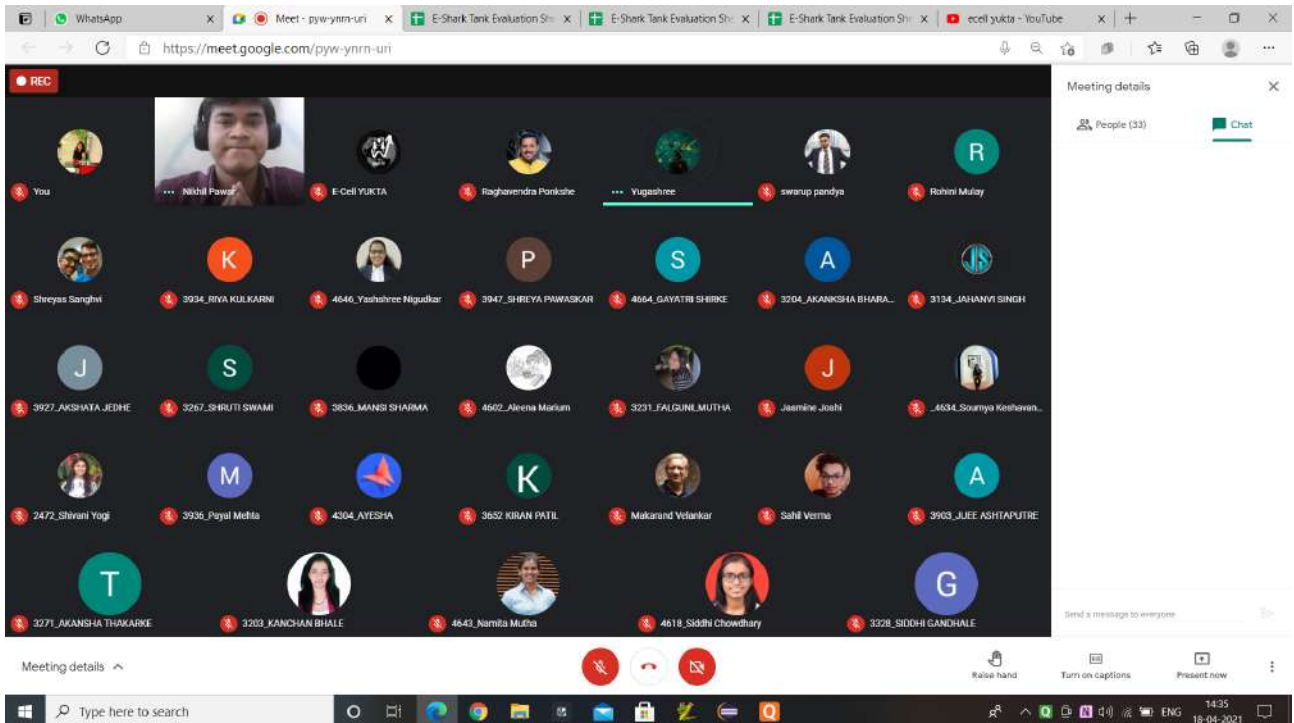 WhatsApp
Meet - pyw-ynrn-uri
E-Shark Tank Evaluation Sh
E-Shark Tank Evaluation Sh
E-Shark Tank Evaluation Sh
ecell yukta - YouTube
https://meet.google.com/pyw-ynrn-uri
REC
Meeting details
People (33)
Chat
R
You
Nikhil Pawar
E-Cell YUKTA
Raghavendra Ponkshe
Yugashree
swarup pandya
Rohini Mulay
K
P
S
A
JS
Shreyas Sanghvi
3934_RIYA KULKARNI
4646_Yashshree Nigudkar
3947_SHREYA PAWASKAR
4664_GAYATRI SHIRKE
3204_AKANKSHA BHARA...
3134_JAHANVI SINGH
J
S
J
3927_AKSHATA JEDHE
3267_SHRUTI SWAMI
3836_MANSI SHARMA
4602_Aleena Marium
3231_FALGUNI_MUTHA
Jasmine Joshi
_4634_Soumya Keshavan...
M
K
A
2472_Shivani Yogi
3936_Payal Mehta
4304_AYESHA
3652 KIRAN PATIL
Makarand Velankar
Sahil Verma
3903_JUEE ASHTAPUTRE
T
G
3271_AKANSHA THAKARKE
3203_KANCHAN BHALE
4643_Namita Mutha
4618_Siddhi Chowdhary
3328_SIDDHI GANDHALE
Send a message to everyone
Meeting details
Raise hand
Turn on captions
Present now
Type here to search
ENG
14:35
18-04-2021